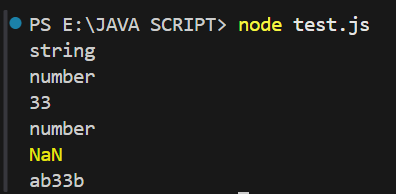 PS E:\JAVA SCRIPT> node test.js
string
number
33
number
NaN
ab33b